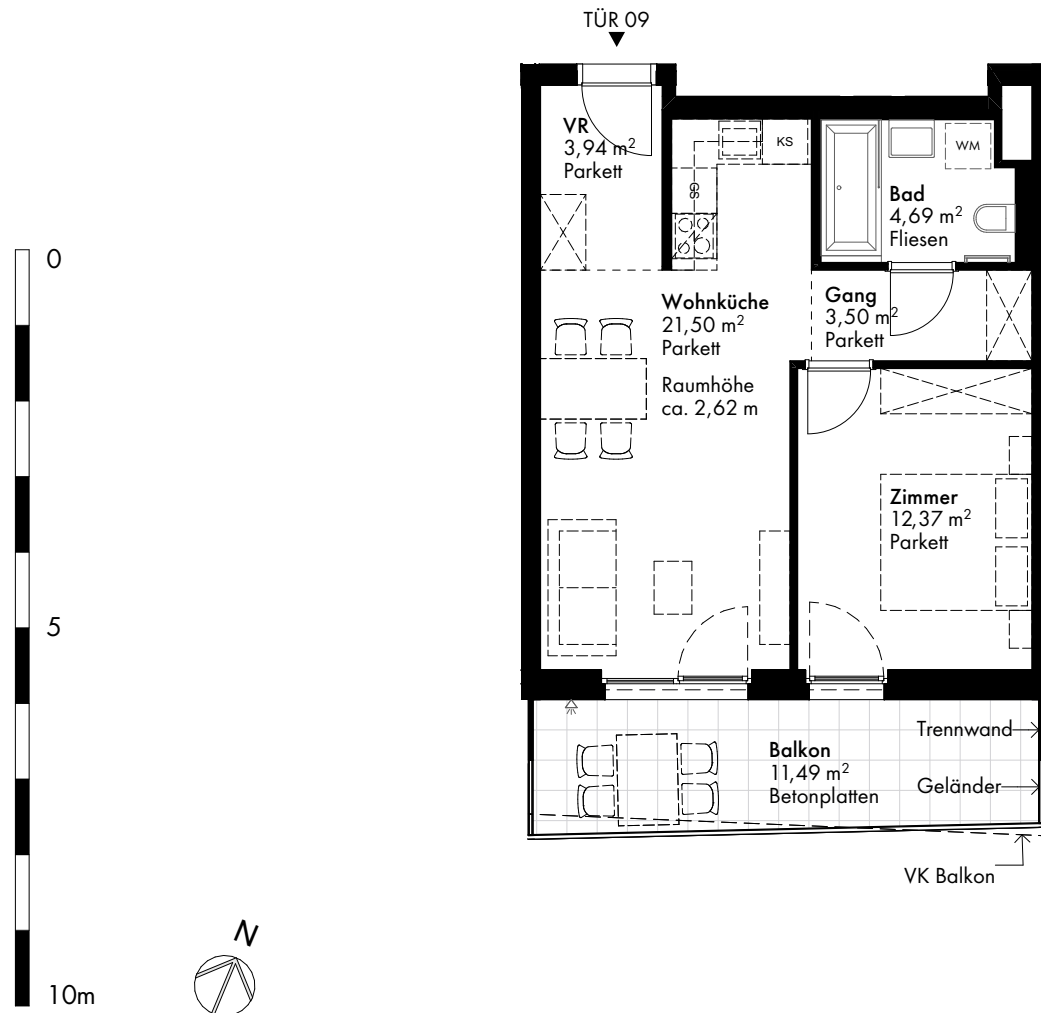 TÜR 09
VR
3,94 m²
Parkett
KS
GS
WM
Bad
4,69 m²
Fliesen
Wohnküche
21,50 m²
Parkett
Raumhöhe
ca. 2,62 m
Gang
3,50 m²
Parkett
Zimmer
12,37 m²
Parkett
Balkon
11,49 m²
Betonplatten
Trennwand
Geländer
VK Balkon
0
5
10m
N